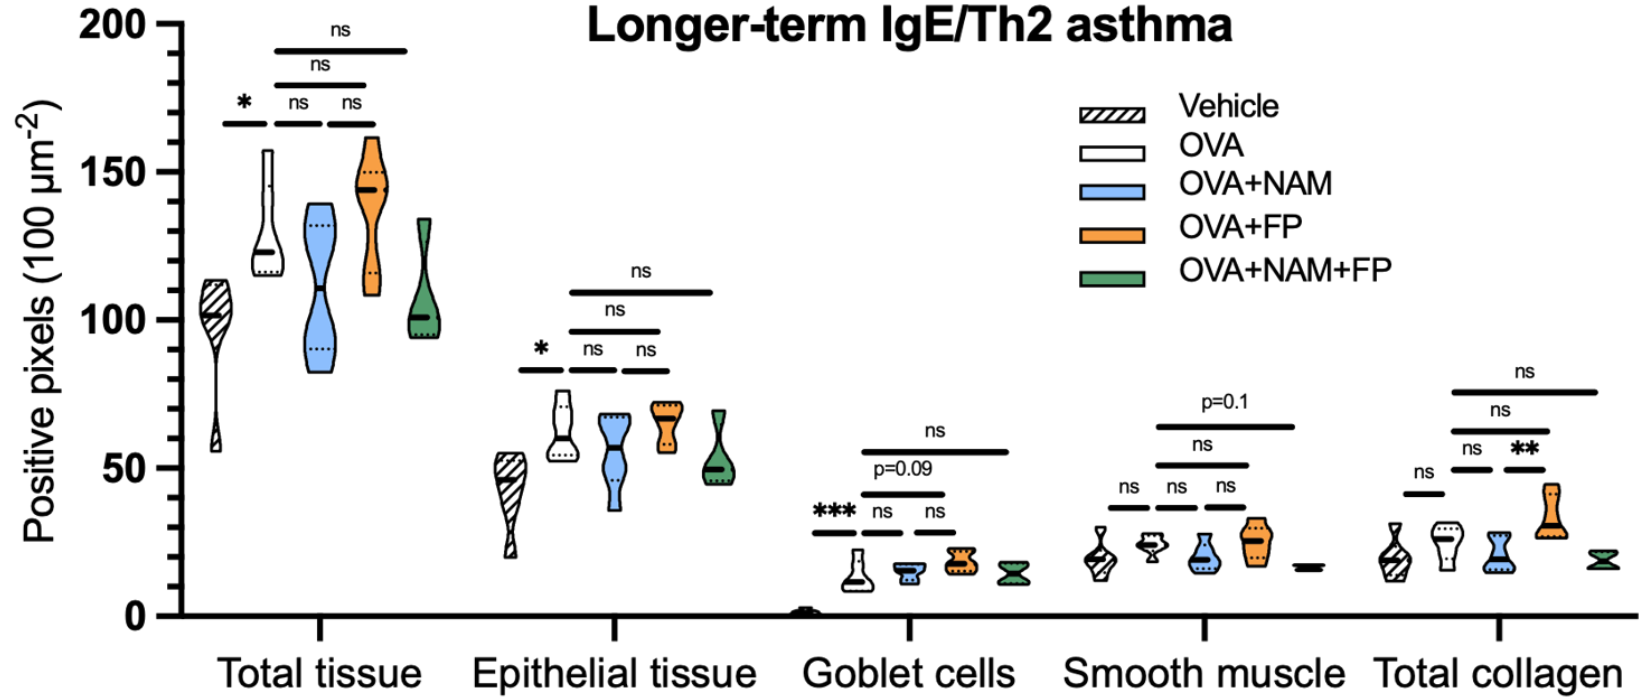 Longer-term IgE/Th2 asthma
Positive pixels (100 µm-2)
200
150
100
50
0
Vehicle
OVA
OVA+NAM
OVA+FP
OVA+NAM+FP
ns
ns
* ns ns
ns
ns
* ns ns
ns
p=0.09
*** ns ns
p=0.1
ns
ns ns ns
ns
ns
ns **
ns
Total tissue Epithelial tissue Goblet cells Smooth muscle Total collagen